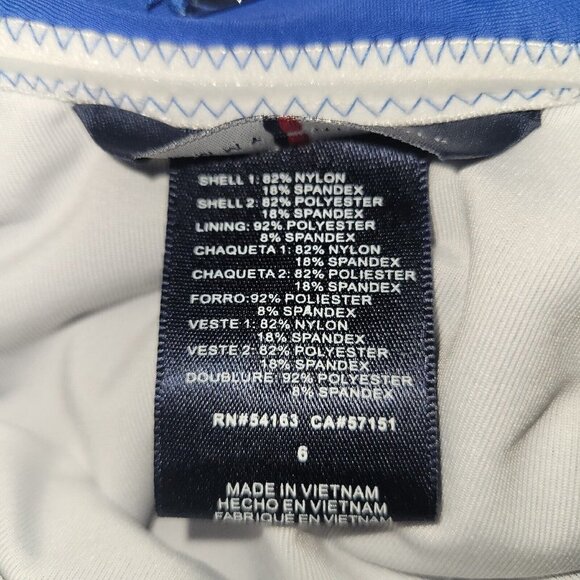 SHELL 1: 82% NYLON
18% SPANDEX
SHELL 2: 82% POLYESTER
18% SPANDEX
LINING: 92% POLYESTER
8% SPANDEX
CHAQUETA 1: 82% NYLON
18% SPANDEX
CHAQUETA 2: 82% POLIESTER
18% SPANDEX
FORRO: 92% POLIESTER
8% SPANDEX
VESTE 1: 82% NYLON
18% SPANDEX
VESTE 2: 82% POLYESTER
18% SPANDEX
DOUBLURE: 92% POLYESTER
8% SPANDEX
RN#54163 CA#57151
6
MADE IN VIETNAM
HECHO EN VIETNAM
FABRIQUÉ EN VIETNAM